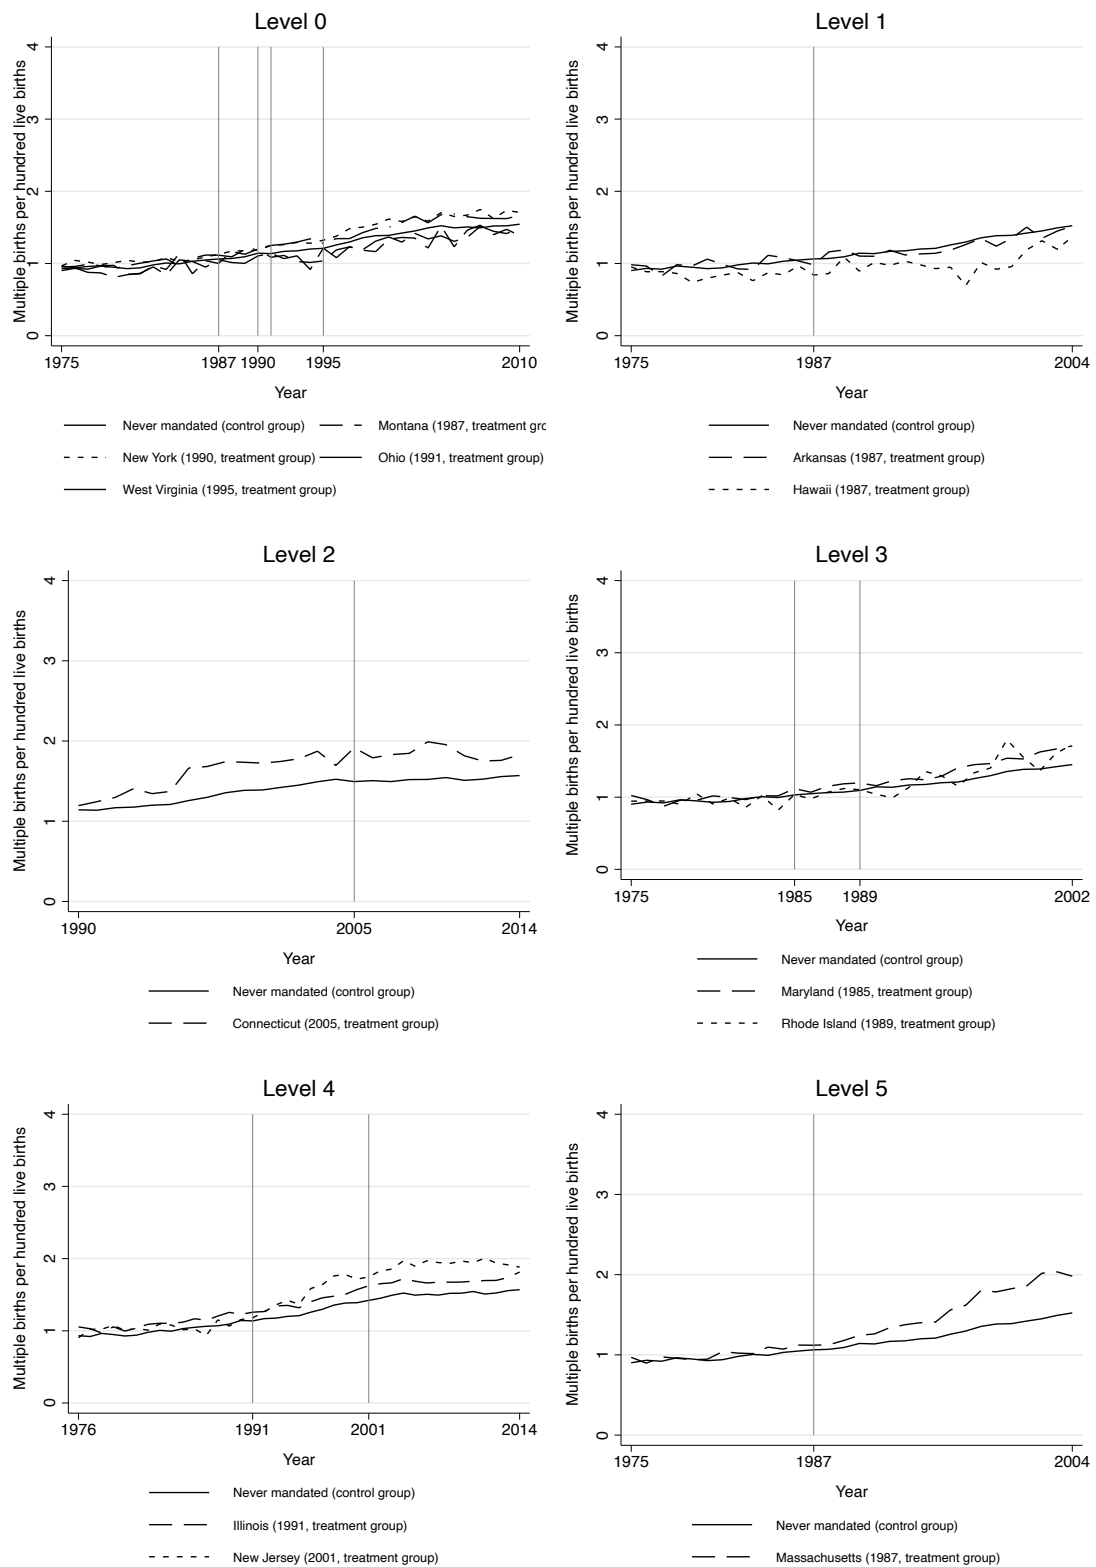 Level 0
Multiple births per hundred live births
4
3
2
1
0
1975 1987 1990 1995 2010
Year
Never mandated (control group) Montana (1987, treatment gro
New York (1990, treatment group) Ohio (1991, treatment group)
West Virginia (1995, treatment group)
Level 1
Multiple births per hundred live births
4
3
2
1
0
1975 1987 2004
Year
Never mandated (control group)
Arkansas (1987, treatment group)
Hawaii (1987, treatment group)
Level 2
Multiple births per hundred live births
4
3
2
1
0
1990 2005 2014
Year
Never mandated (control group)
Connecticut (2005, treatment group)
Level 3
Multiple births per hundred live births
4
3
2
1
0
1975 1985 1989 2002
Year
Never mandated (control group)
Maryland (1985, treatment group)
Rhode Island (1989, treatment group)
Level 4
Multiple births per hundred live births
4
3
2
1
0
1976 1991 2001 2014
Year
Never mandated (control group)
Illinois (1991, treatment group)
New Jersey (2001, treatment group)
Level 5
Multiple births per hundred live births
4
3
2
1
0
1975 1987 2004
Year
Never mandated (control group)
Massachusetts (1987, treatment group)